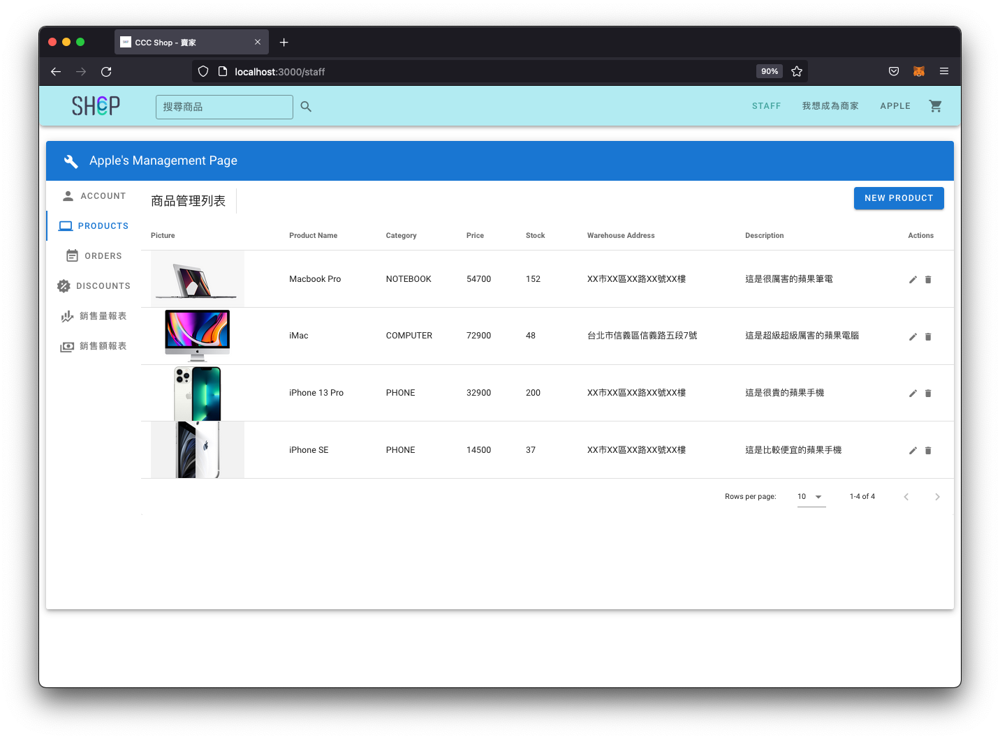 CCC Shop - 賣家
localhost:3000/staff
90%
SHCP
搜尋商品
STAFF
我想成為商家
APPLE
Apple's Management Page
ACCOUNT
PRODUCTS
ORDERS
DISCOUNTS
銷售量報表
銷售額報表
商品管理列表
NEW PRODUCT
Picture Product Name Category Price Stock Warehouse Address Description Actions
Macbook Pro NOTEBOOK 54700 152 XX市XX區XX路XX號XX樓 這是很厲害的蘋果筆電
iMac COMPUTER 72900 48 台北市信義區信義路五段7號 這是超級超級厲害的蘋果電腦
iPhone 13 Pro PHONE 32900 200 XX市XX區XX路XX號XX樓 這是很貴的蘋果手機
iPhone SE PHONE 14500 37 XX市XX區XX路XX號XX樓 這是比較便宜的蘋果手機
Rows per page: 10 1-4 of 4